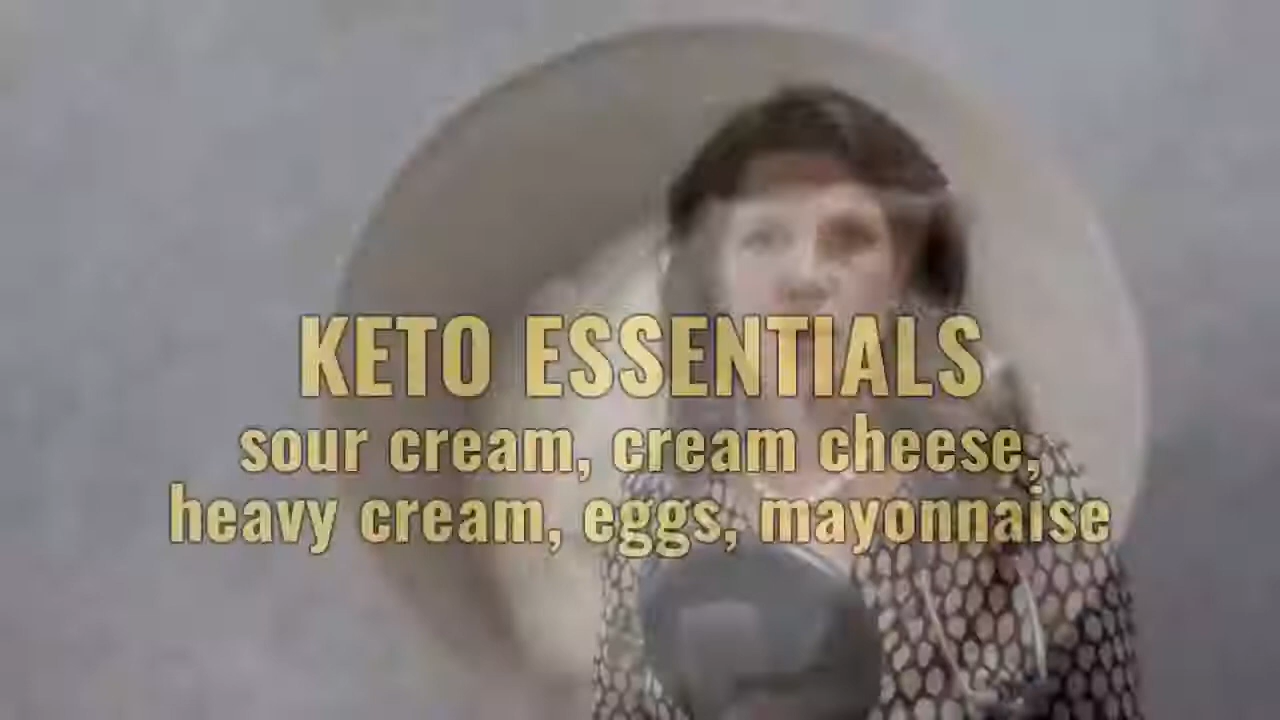 KETO ESSENTIALS
sour cream, cream cheese,
heavy cream, eggs, mayonnaise